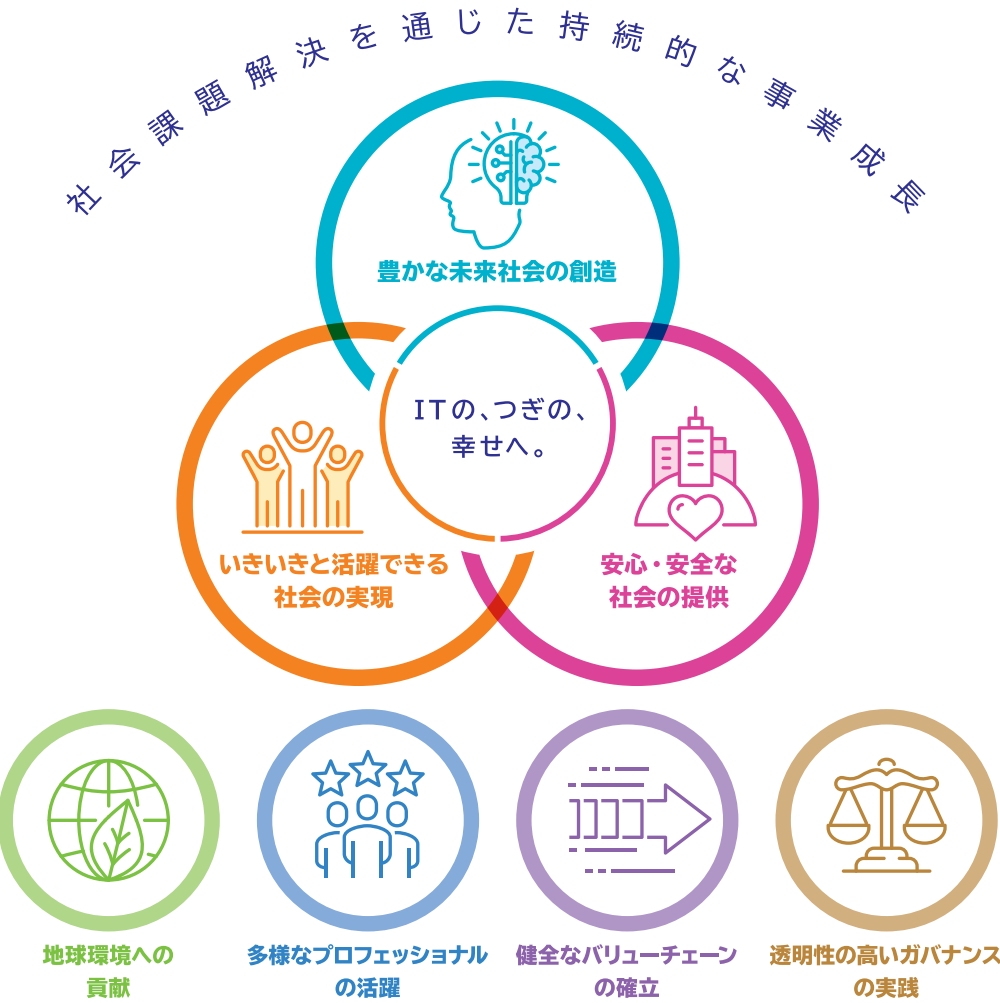 社会課題解決を通じた持続的な事業成長
豊かな未来社会の創造
ITの、つぎの、
幸せへ。
いきいきと活躍できる
社会の実現
安心・安全な
社会の提供
地球環境への
貢献
多様なプロフェッショナル
の活躍
健全なバリューチェーン
の確立
透明性の高いガバナンス
の実践